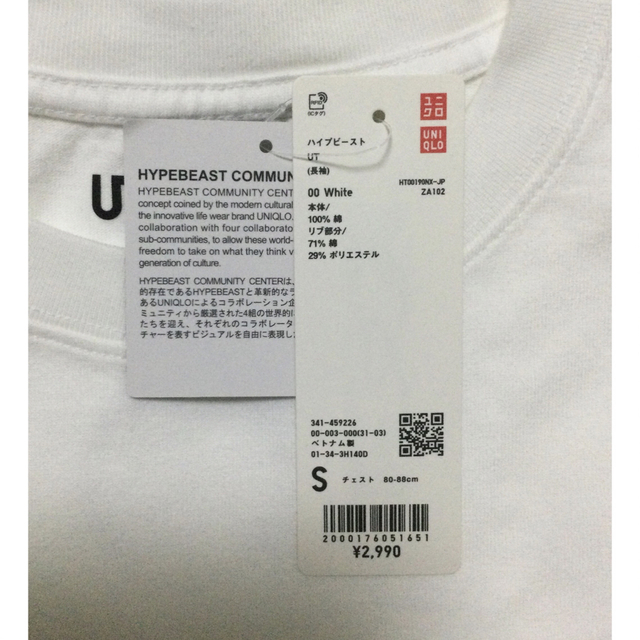 UT
HYPEBEAST COMMUN
HYPEBEAST COMMUNITY CENT
concept coined by the modern cultural
the innovative life wear brand UNIQLO.
collaboration with four collaborato
sub-communities, to allow these world-
freedom to take on what they think v
generation of culture.
HYPEBEAST COMMUNITY CENTERは、
的存在であるHYPEBEASTと革新的なラ
あるUNIQLOによるコラボレーション企
ミュニティから厳選された4組の世界的に
たちを迎え、それぞれのコラボレータ
チャーを表すビジュアルを自由に表現した
RFID
(ICタグ)
ユニ
クロ
UNI
QLO
ハイプビースト
UT
(長袖)
HT00190NX-JP
00 White
ZA102
本体/
100% 綿
リブ部分/
71% 綿
29% ポリエステル
341-459226
00-003-000(31-03)
ベトナム製
01-34-3H140D
S チェスト 80-88cm
2000176051651
¥2,990